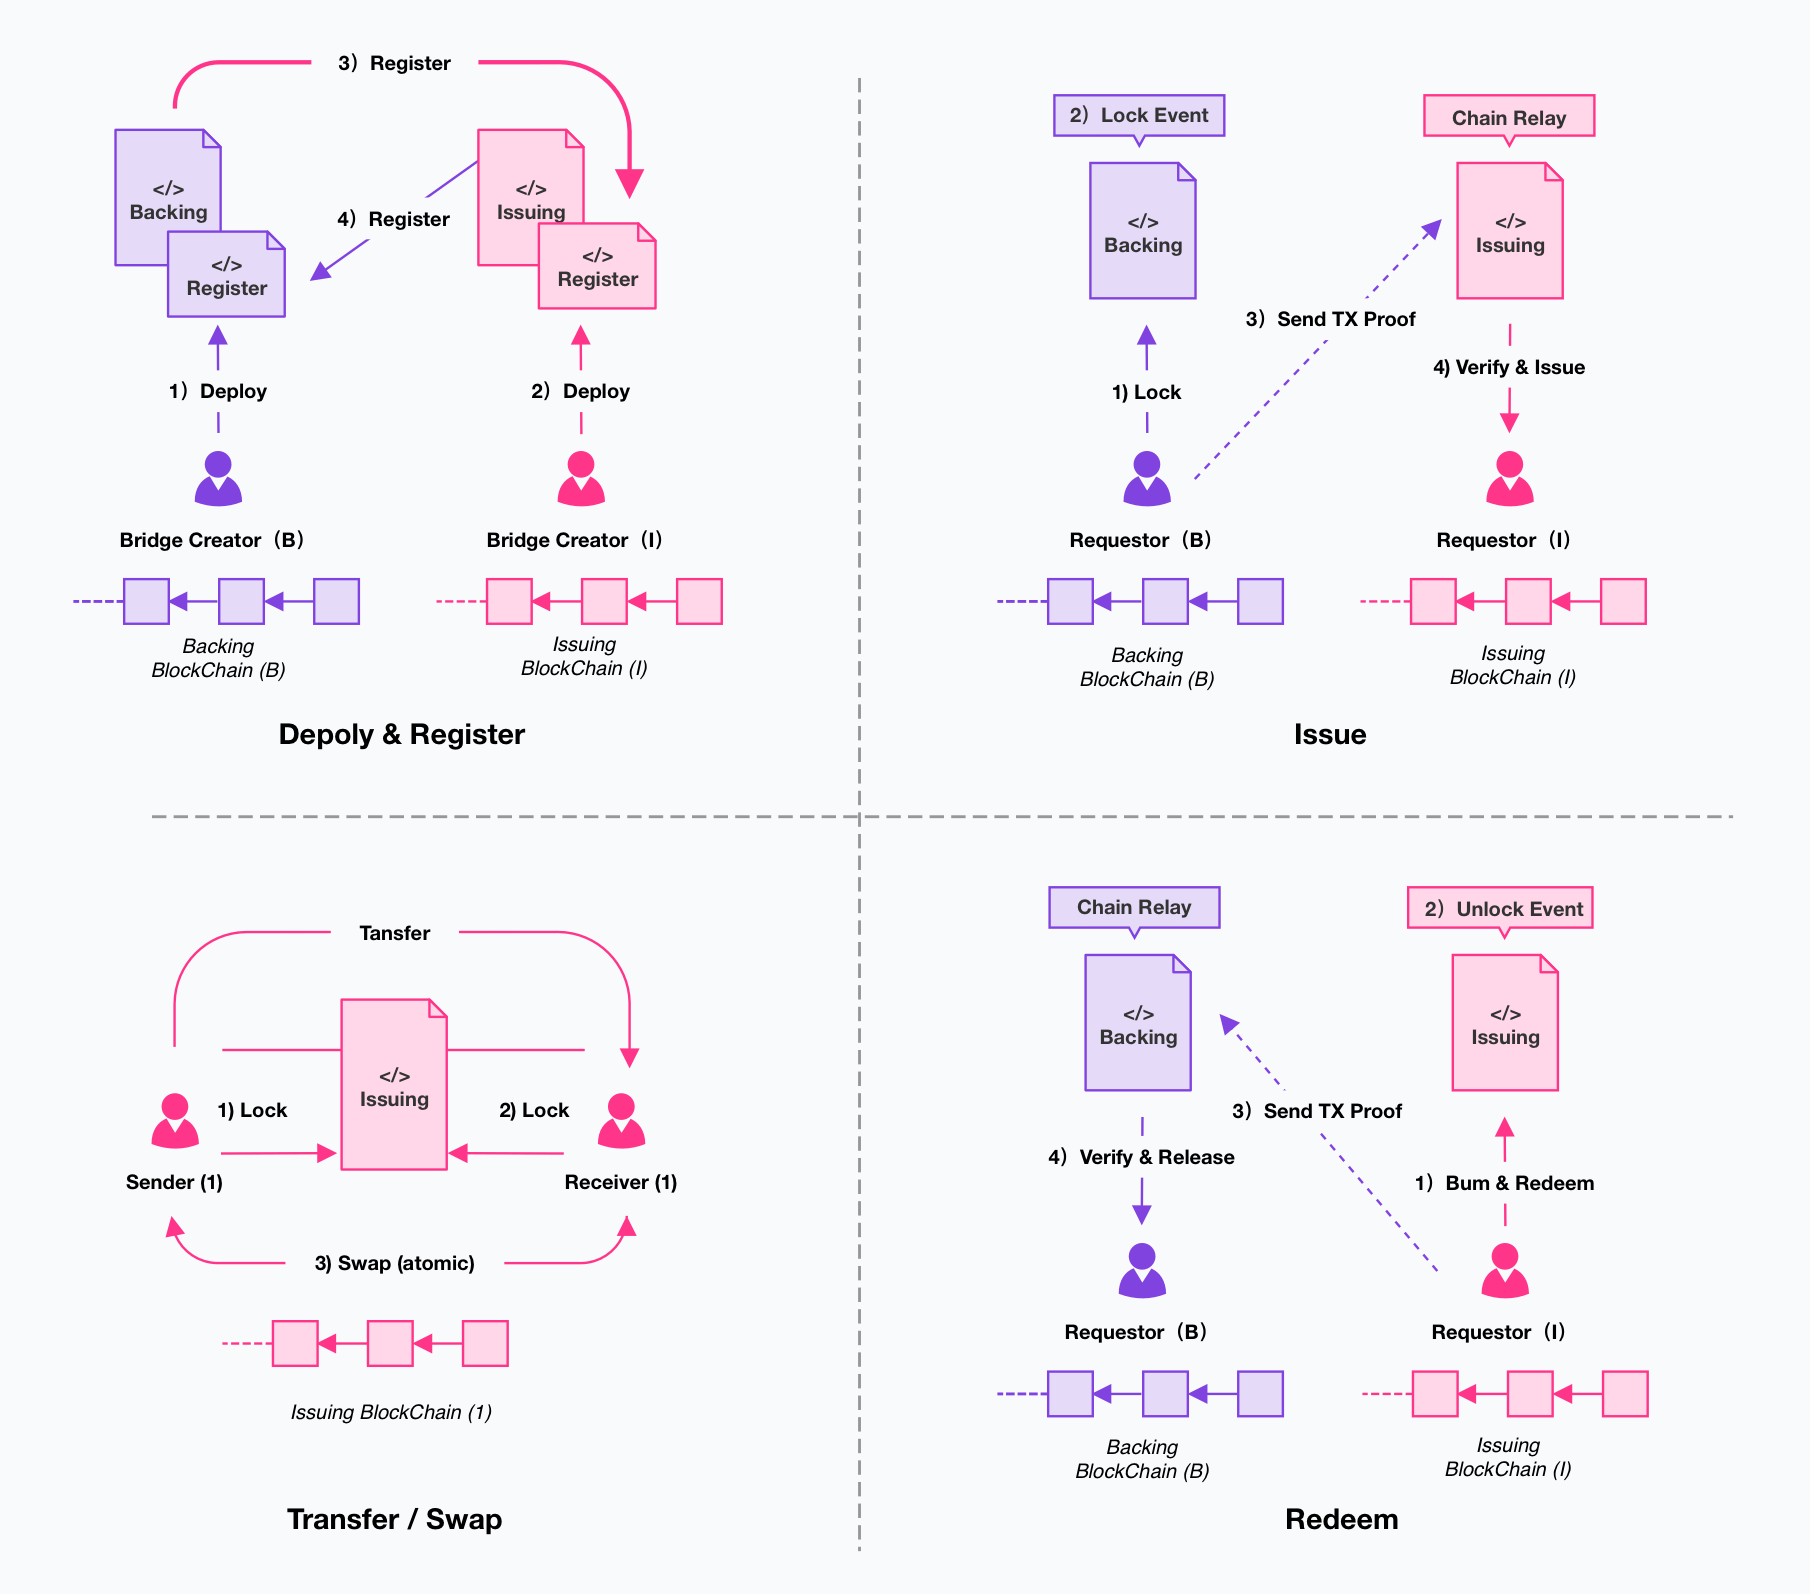 3）Register
</>
Backing
</>
Register
4）Register
</>
Issuing
</>
Register
1）Deploy
2）Deploy
Bridge Creator（B）
Bridge Creator（I）
Backing
BlockChain (B)
Issuing
BlockChain (I)
Depoly & Register
2）Lock Event
Chain Relay
</>
Backing
</>
Issuing
3）Send TX Proof
1) Lock
4) Verify & Issue
Requestor（B）
Requestor（I）
Backing
BlockChain (B)
Issuing
BlockChain (I)
Issue
Tansfer
</>
Issuing
1) Lock
2) Lock
Sender (1)
Receiver (1)
3) Swap (atomic)
Issuing BlockChain (1)
Transfer / Swap
Chain Relay
2）Unlock Event
</>
Backing
</>
Issuing
3）Send TX Proof
4）Verify & Release
1）Bum & Redeem
Requestor（B）
Requestor（I）
Backing
BlockChain (B)
Issuing
BlockChain (I)
Redeem